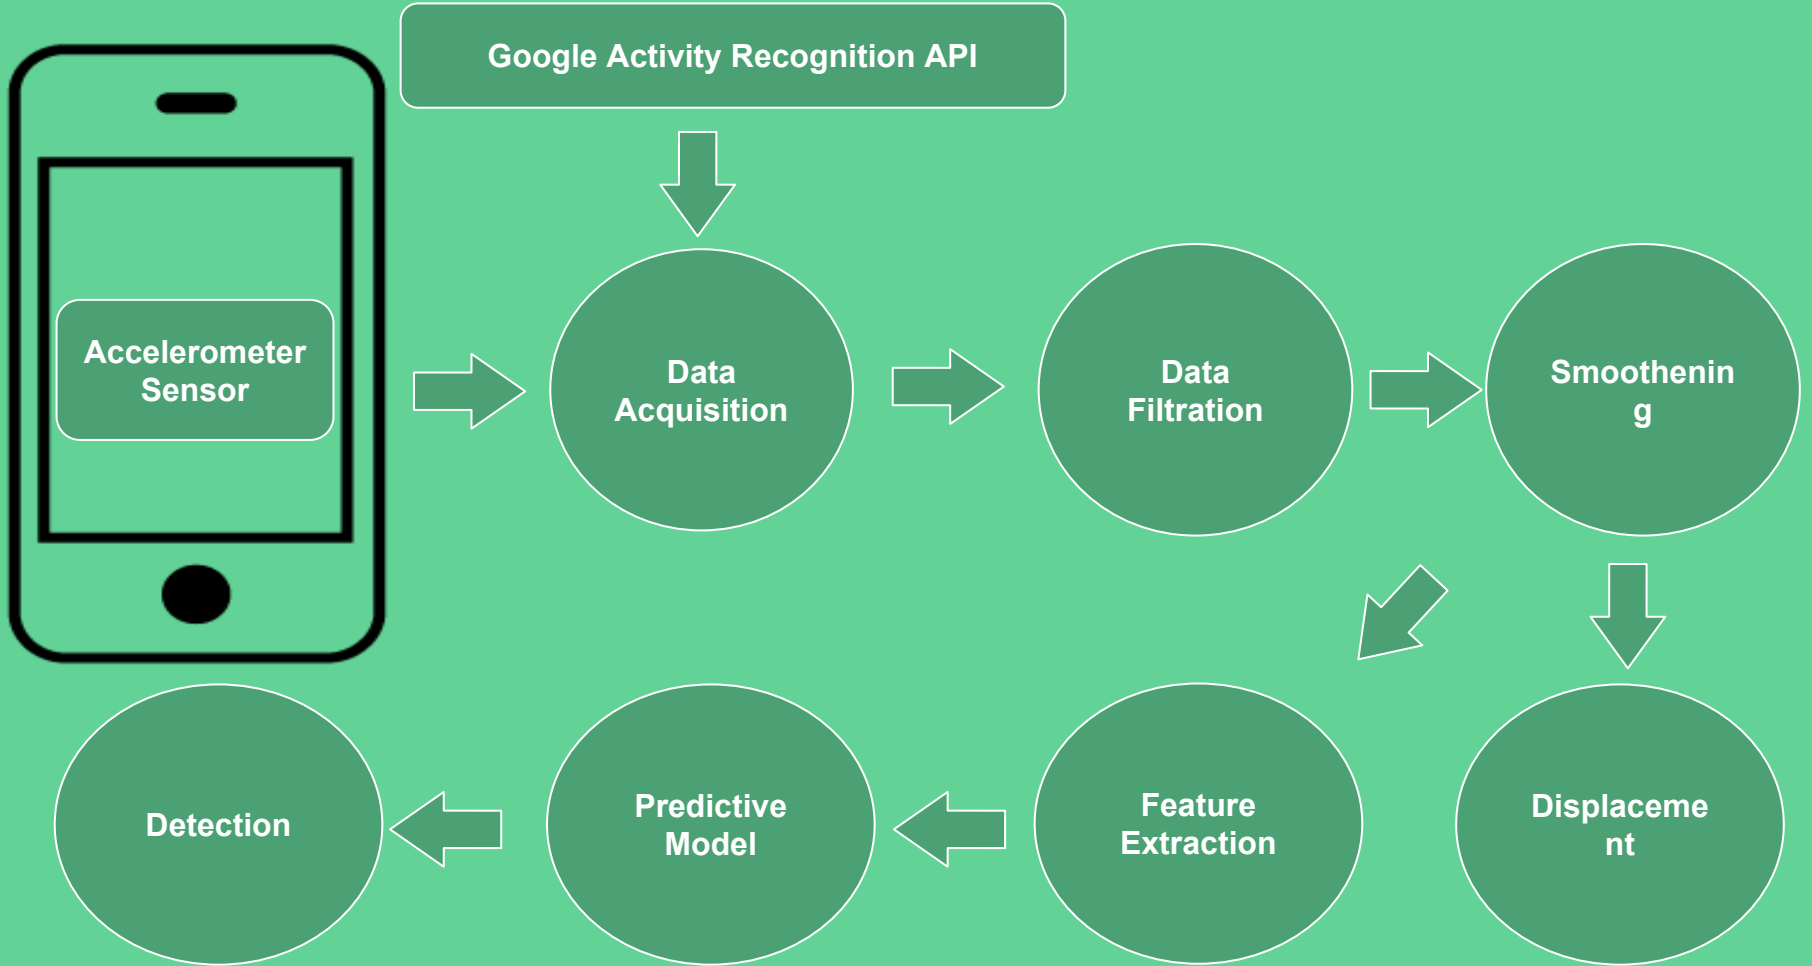 Google Activity Recognition API
Accelerometer
Sensor
Data
Acquisition
Data
Filtration
Smoothenin
g
Detection
Predictive
Model
Feature
Extraction
Displaceme
nt